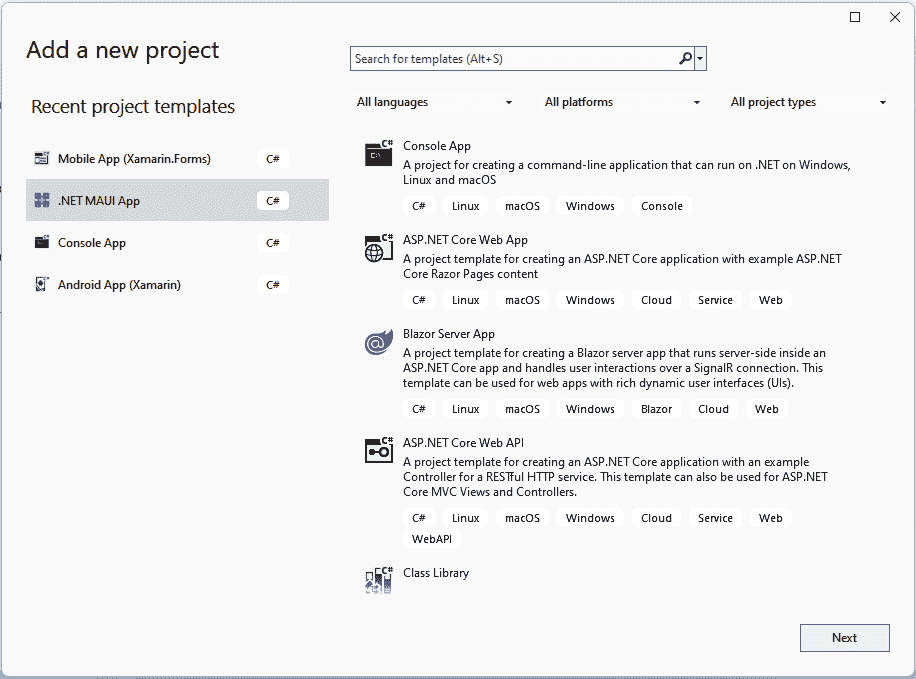 Add a new project
Search for templates (Alt+S)
Recent project templates
All languages
All platforms
All project types
Mobile App (Xamarin.Forms)
C#
.NET MAUI App
C#
Console App
C#
Android App (Xamarin)
C#
C#
C:\
Console App
A project for creating a command-line application that can run on .NET on Windows,
Linux and macOS
C#
Linux
macOS
Windows
Console
C#
ASP.NET Core Web App
A project template for creating an ASP.NET Core application with example ASP.NET
Core Razor Pages content
C#
Linux
macOS
Windows
Cloud
Service
Web
@
Blazor Server App
A project template for creating a Blazor server app that runs server-side inside an
ASP.NET Core app and handles user interactions over a SignalR connection. This
template can be used for web apps with rich dynamic user interfaces (UIs).
C#
Linux
macOS
Windows
Blazor
Cloud
Web
C#
ASP.NET Core Web API
A project template for creating an ASP.NET Core application with an example
Controller for a RESTful HTTP service. This template can also be used for ASP.NET
Core MVC Views and Controllers.
C#
Linux
macOS
Windows
Cloud
Service
Web
WebAPI
C#
Class Library
Next